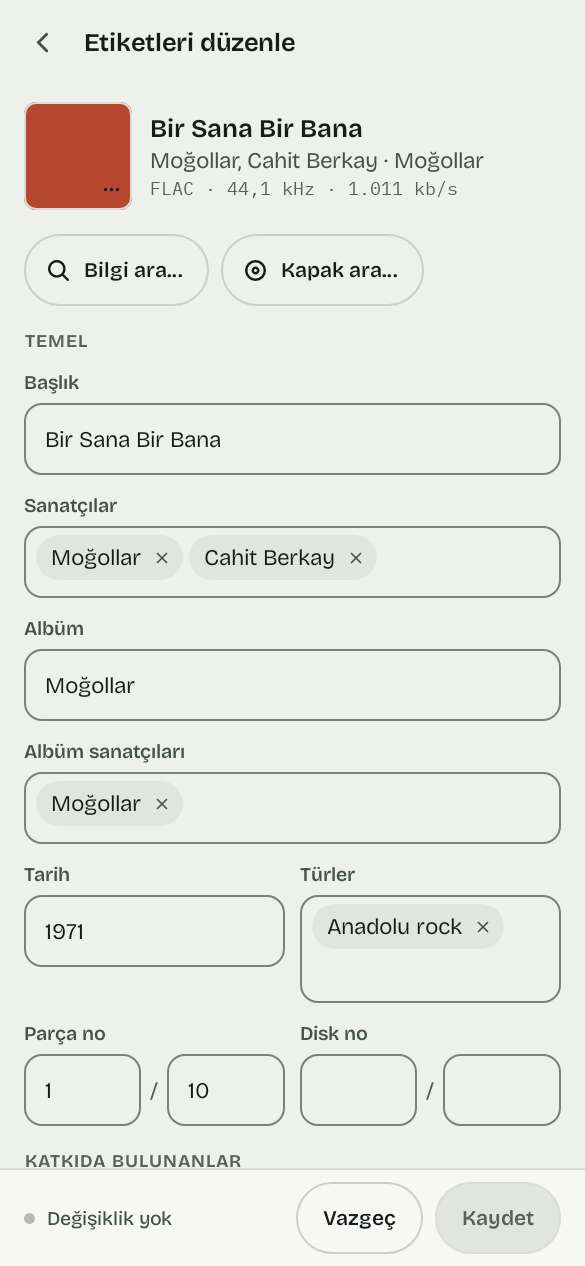 Etiketleri düzenle
...
Bir Sana Bir Bana
Moğollar, Cahit Berkay · Moğollar
FLAC · 44,1 kHz · 1.011 kb/s
Bilgi ara... Kapak ara...
TEMEL
Başlık
Bir Sana Bir Bana
Sanatçılar
Moğollar × Cahit Berkay ×
Albüm
Moğollar
Albüm sanatçıları
Moğollar ×
Tarih Türler
1971 Anadolu rock ×
Parça no Disk no
1 / 10 /
KATKIDA BULUNANLAR
Değişiklik yok Vazgeç Kaydet